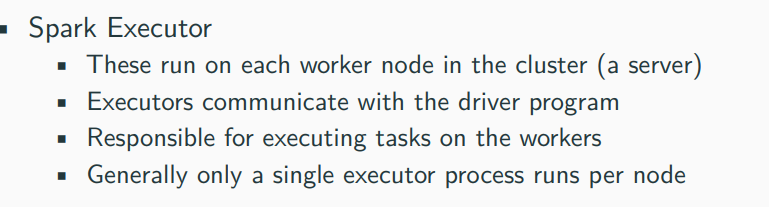 Spark Executor
These run on each worker node in the cluster (a server)
Executors communicate with the driver program
Responsible for executing tasks on the workers
Generally only a single executor process runs per node